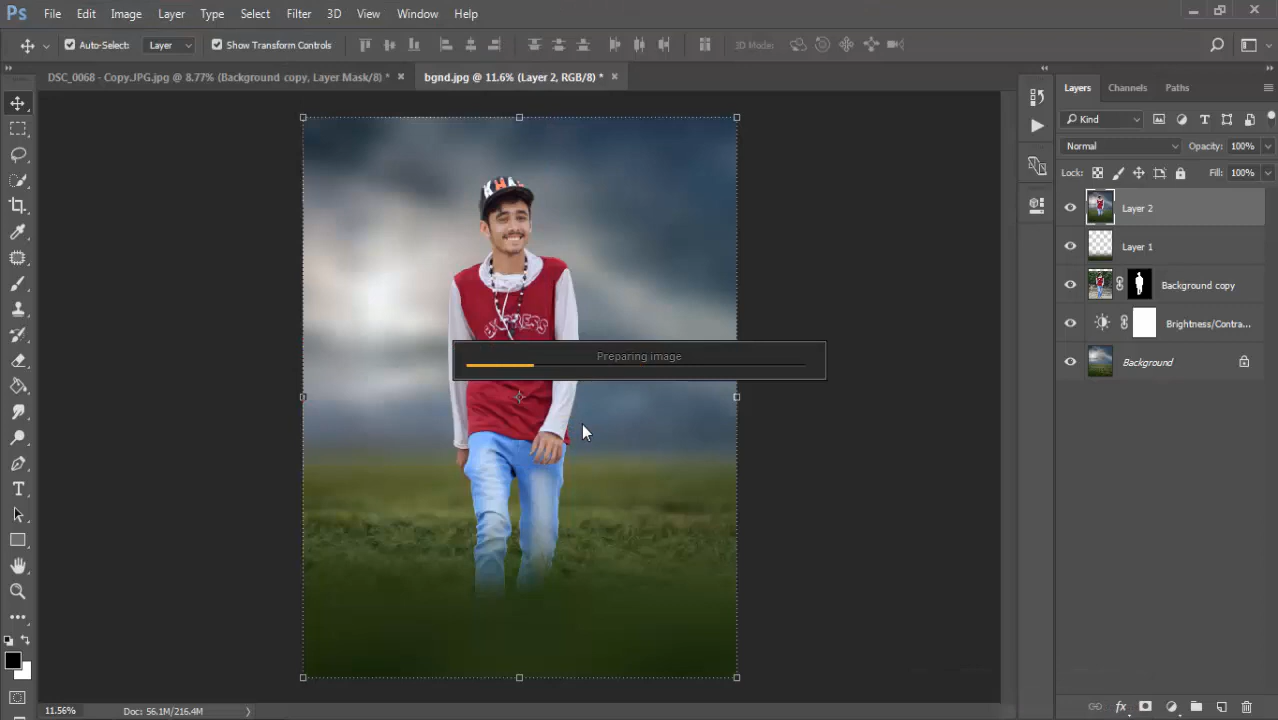 Ps File Edit Image Layer Type Select Filter 3D View Window Help
Auto-Select: Layer Show Transform Controls 3D Mode:
DSC_0068 - Copy.JPG.jpg @ 8.77% (Background copy, Layer Mask/8) * × bgnd.jpg @ 11.6% (Layer 2, RGB/8) * ×
Layers Channels Paths
Kind
Normal Opacity: 100%
Lock: Fill: 100%
Layer 2
Layer 1
Background copy
Brightness/Contra...
Background
Preparing image
11.56% Doc: 56.1M/216.4M